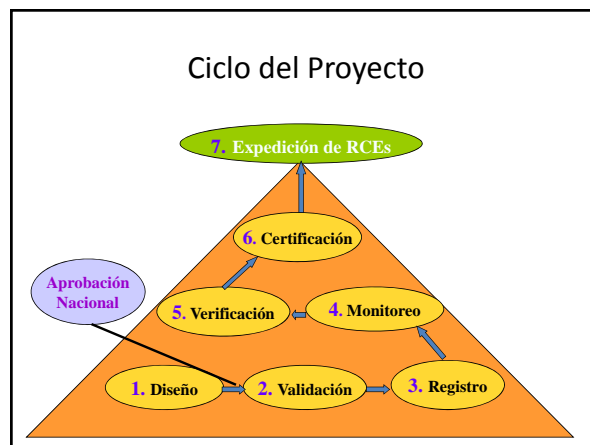 Ciclo del Proyecto
7. Expedición de RCEs
6. Certificación
Aprobación
Nacional
5. Verificación
4. Monitoreo
1. Diseño
2. Validación
3. Registro